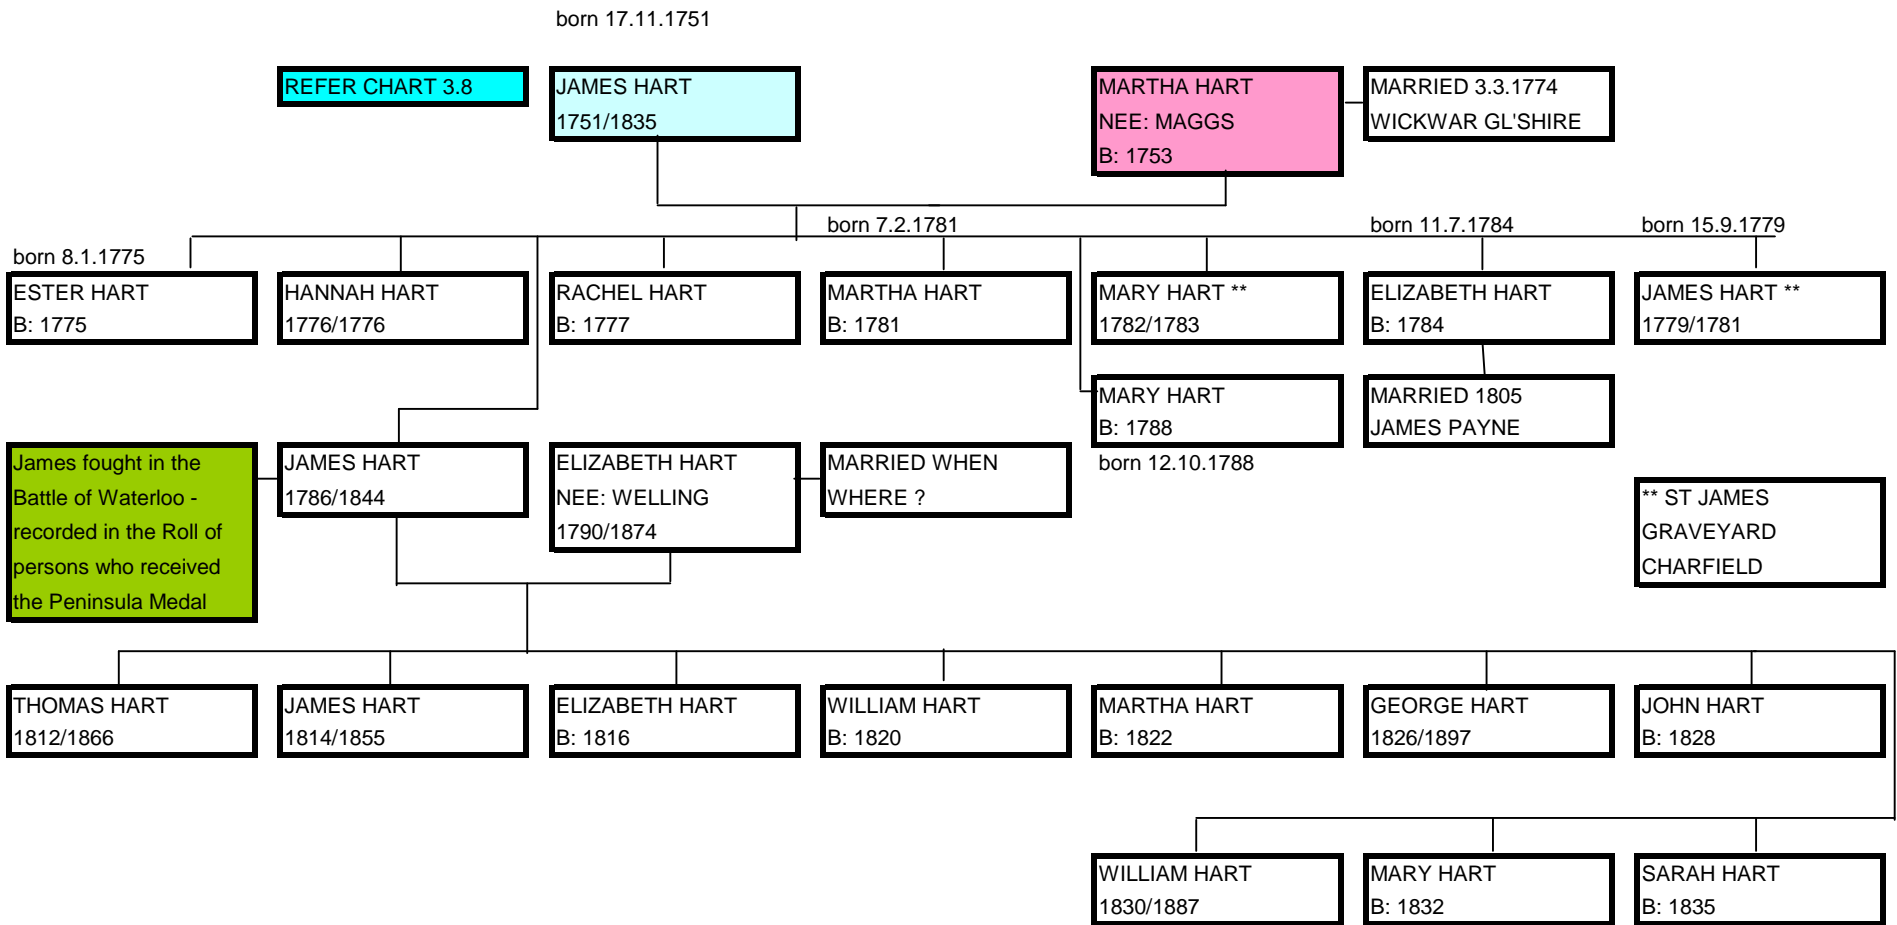 born 17.11.1751
REFER CHART 3.8
JAMES HART
1751/1835
MARTHA HART
NEE: MAGGS
B: 1753
MARRIED 3.3.1774
WICKWAR GL'SHIRE
born 8.1.1775
ESTER HART
B: 1775
HANNAH HART
1776/1776
RACHEL HART
B: 1777
born 7.2.1781
MARTHA HART
B: 1781
MARY HART **
1782/1783
born 11.7.1784
ELIZABETH HART
B: 1784
born 15.9.1779
JAMES HART **
1779/1781
MARY HART
B: 1788
born 12.10.1788
MARRIED 1805
JAMES PAYNE
James fought in the
Battle of Waterloo -
recorded in the Roll of
persons who received
the Peninsula Medal
JAMES HART
1786/1844
ELIZABETH HART
NEE: WELLING
1790/1874
MARRIED WHEN
WHERE ?
** ST JAMES
GRAVEYARD
CHARFIELD
THOMAS HART
1812/1866
JAMES HART
1814/1855
ELIZABETH HART
B: 1816
WILLIAM HART
B: 1820
MARTHA HART
B: 1822
GEORGE HART
1826/1897
JOHN HART
B: 1828
WILLIAM HART
1830/1887
MARY HART
B: 1832
SARAH HART
B: 1835